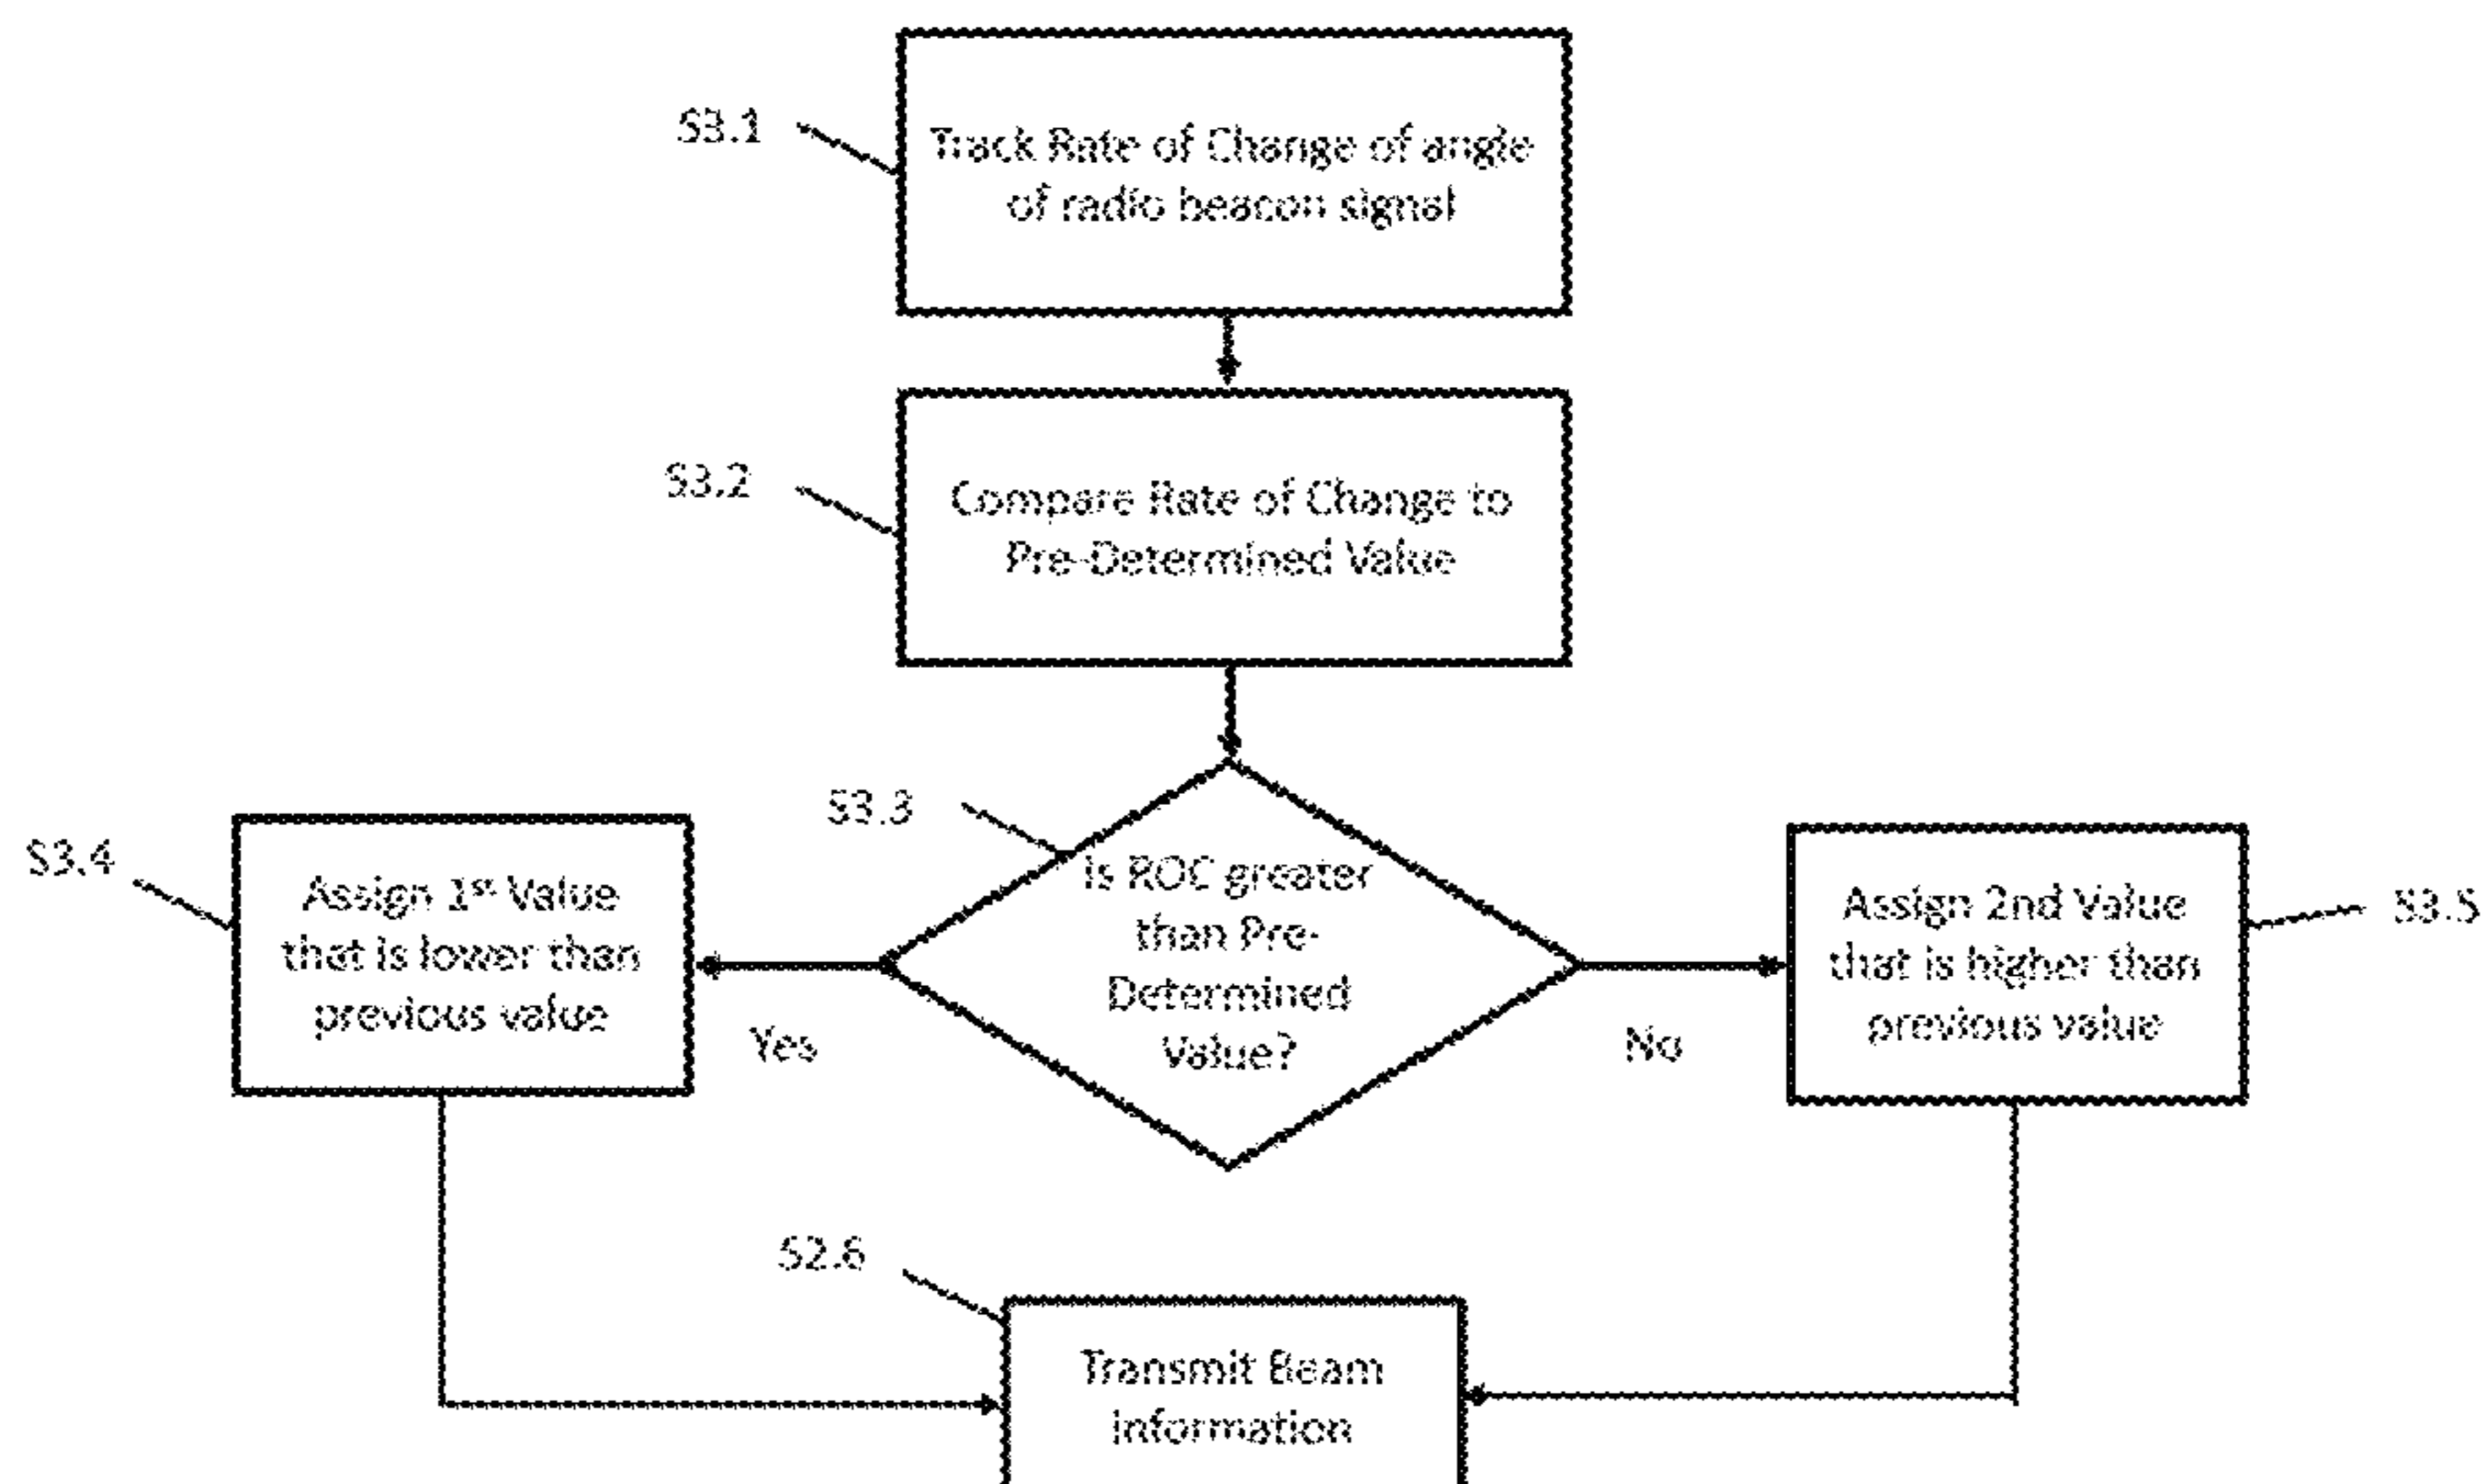 S3.1
Track Rate of Change of angle
of radio beacon signal
S3.2
Compare Rate of Change to
Pre-Determined Value
S3.3
Is ROC greater
than Pre-
Determined
Value?
S3.4
Assign 1st Value
that is lower than
previous value
Yes
No
Assign 2nd Value
that is higher than
previous value
S3.5
S2.6
Transmit Beam
Information